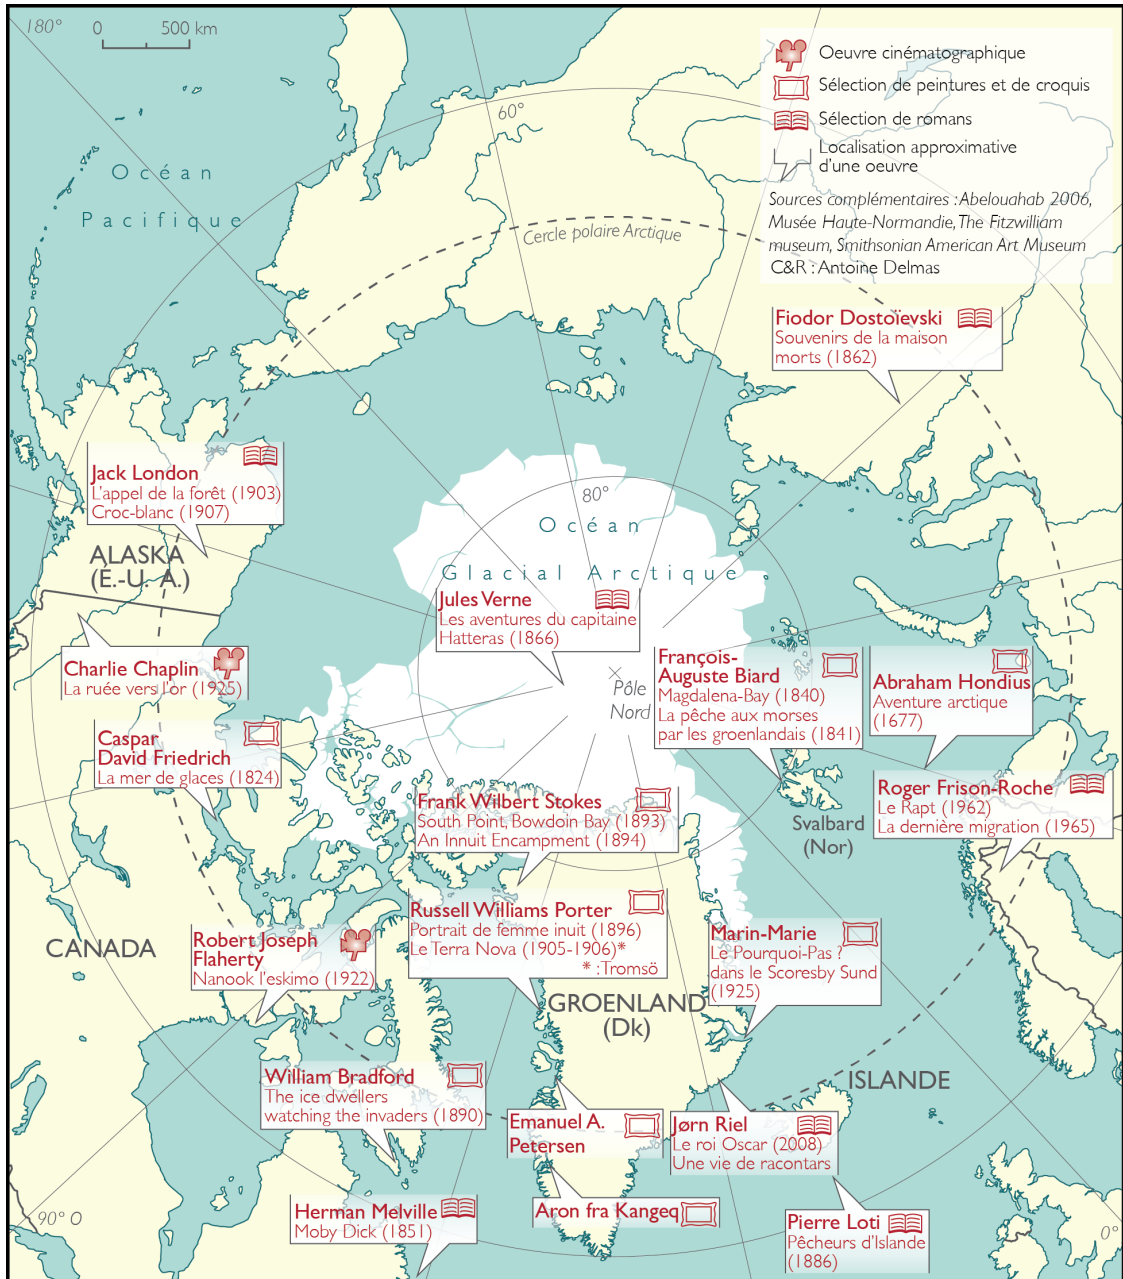 180°
0 500 km
60°
Océan
Pacifique
Cercle polaire Arctique
Oeuvre cinématographique
Sélection de peintures et de croquis
Sélection de romans
Localisation approximative
d'une oeuvre
Sources complémentaires : Abelouahab 2006,
Musée Haute-Normandie, The Fitzwilliam
museum, Smithsonian American Art Museum
C&R : Antoine Delmas
Fiodor Dostoïevski
Souvenirs de la maison
morts (1862)
Jack London
L'appel de la forêt (1903)
Croc-blanc (1907)
ALASKA
(É.-U. A.)
80°
Océan
Glacial Arctique
Jules Verne
Les aventures du capitaine
Hatteras (1866)
Pôle
Nord
Charlie Chaplin
La ruée vers l'or (1925)
François-
Auguste Biard
Magdalena-Bay (1840)
La pêche aux morses
par les groenlandais (1841)
Abraham Hondius
Aventure arctique
(1677)
Caspar
David Friedrich
La mer de glaces (1824)
Frank Wilbert Stokes
South Point, Bowdoin Bay (1893)
An Innuit Encampment (1894)
Svalbard
(Nor)
Roger Frison-Roche
Le Rapt (1962)
La dernière migration (1965)
CANADA
Robert Joseph
Flaherty
Nanook l'eskimo (1922)
Russell Williams Porter
Portrait de femme inuit (1896)
Le Terra Nova (1905-1906)*
* :Tromsö
Marin-Marie
Le Pourquoi-Pas ?
dans le Scoresby Sund
(1925)
GROENLAND
(Dk)
William Bradford
The ice dwellers
watching the invaders (1890)
Emanuel A.
Petersen
ISLANDE
Jørn Riel
Le roi Oscar (2008)
Une vie de racontars
Herman Melville
Moby Dick (1851)
Aron fra Kangeq
Pierre Loti
Pêcheurs d'Islande
(1886)
90° O
0°